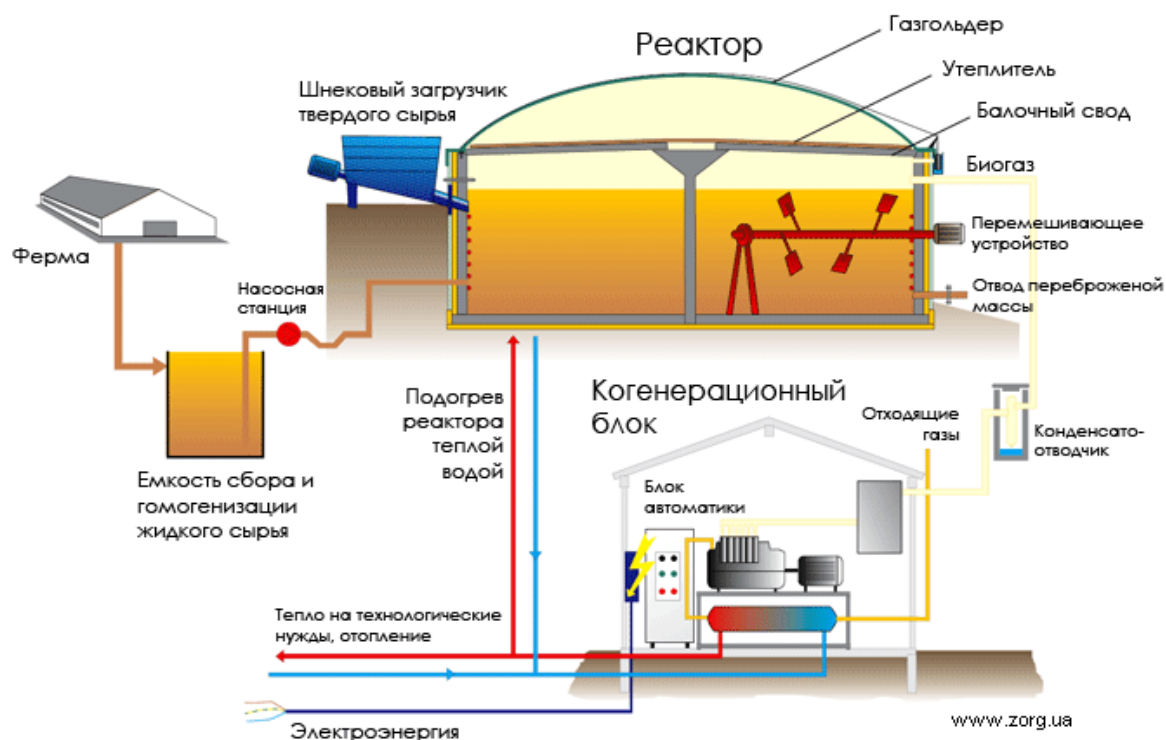 Реактор
Газгольдер
Утеплитель
Балочный свод
Биогаз
Шнековый загрузчик
твердого сырья
Перемешивающее
устройство
Ферма
Насосная
станция
Отвод переброженой
массы
Подогрев
реактора
теплой
водой
Когенерационный
блок
Отходящие
газы
Конденсато-
отводчик
Емкость сбора и
гомогенизации
жидкого сырья
Блок
автоматики
Тепло на технологические
нужды, отопление
Электроэнергия
www.zorg.ua